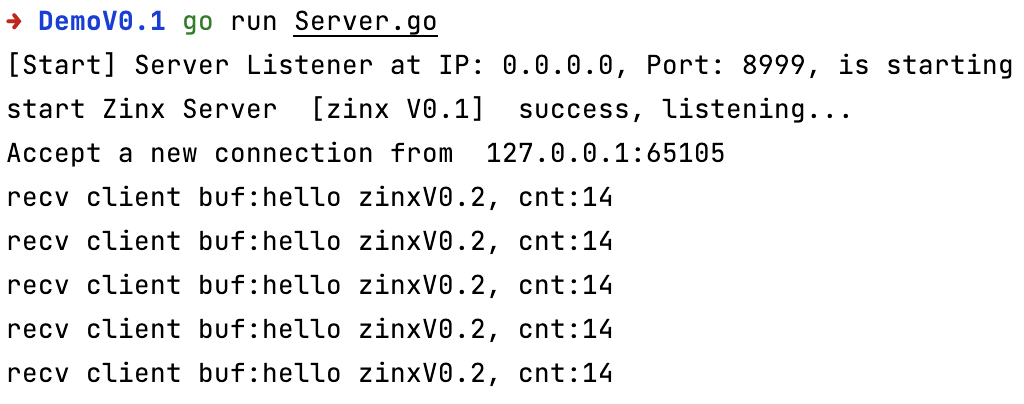 ➜ DemoV0.1 go run Server.go
[Start] Server Listener at IP: 0.0.0.0, Port: 8999, is starting
start Zinx Server  [zinx V0.1]  success, listening...
Accept a new connection from  127.0.0.1:65105
recv client buf:hello zinxV0.2, cnt:14
recv client buf:hello zinxV0.2, cnt:14
recv client buf:hello zinxV0.2, cnt:14
recv client buf:hello zinxV0.2, cnt:14
recv client buf:hello zinxV0.2, cnt:14